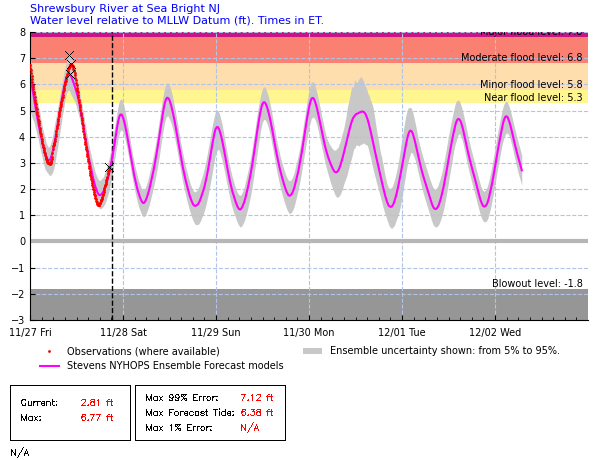 Shrewsbury River at Sea Bright NJ
Water level relative to MLLW Datum (ft). Times in ET.
8
Major flood level: 7.8
7
Moderate flood level: 6.8
6
Minor flood level: 5.8
Near flood level: 5.3
5
4
3
2
1
0
−1
Blowout level: -1.8
−2
−3
11/27 Fri 11/28 Sat 11/29 Sun 11/30 Mon 12/01 Tue 12/02 Wed
Observations (where available) Ensemble uncertainty shown: from 5% to 95%.
Stevens NYHOPS Ensemble Forecast models
Current: 2.81 ft
Max: 6.77 ft
Max 99% Error: 7.12 ft
Max Forecast Tide: 6.38 ft
Max 1% Error: N/A
N/A